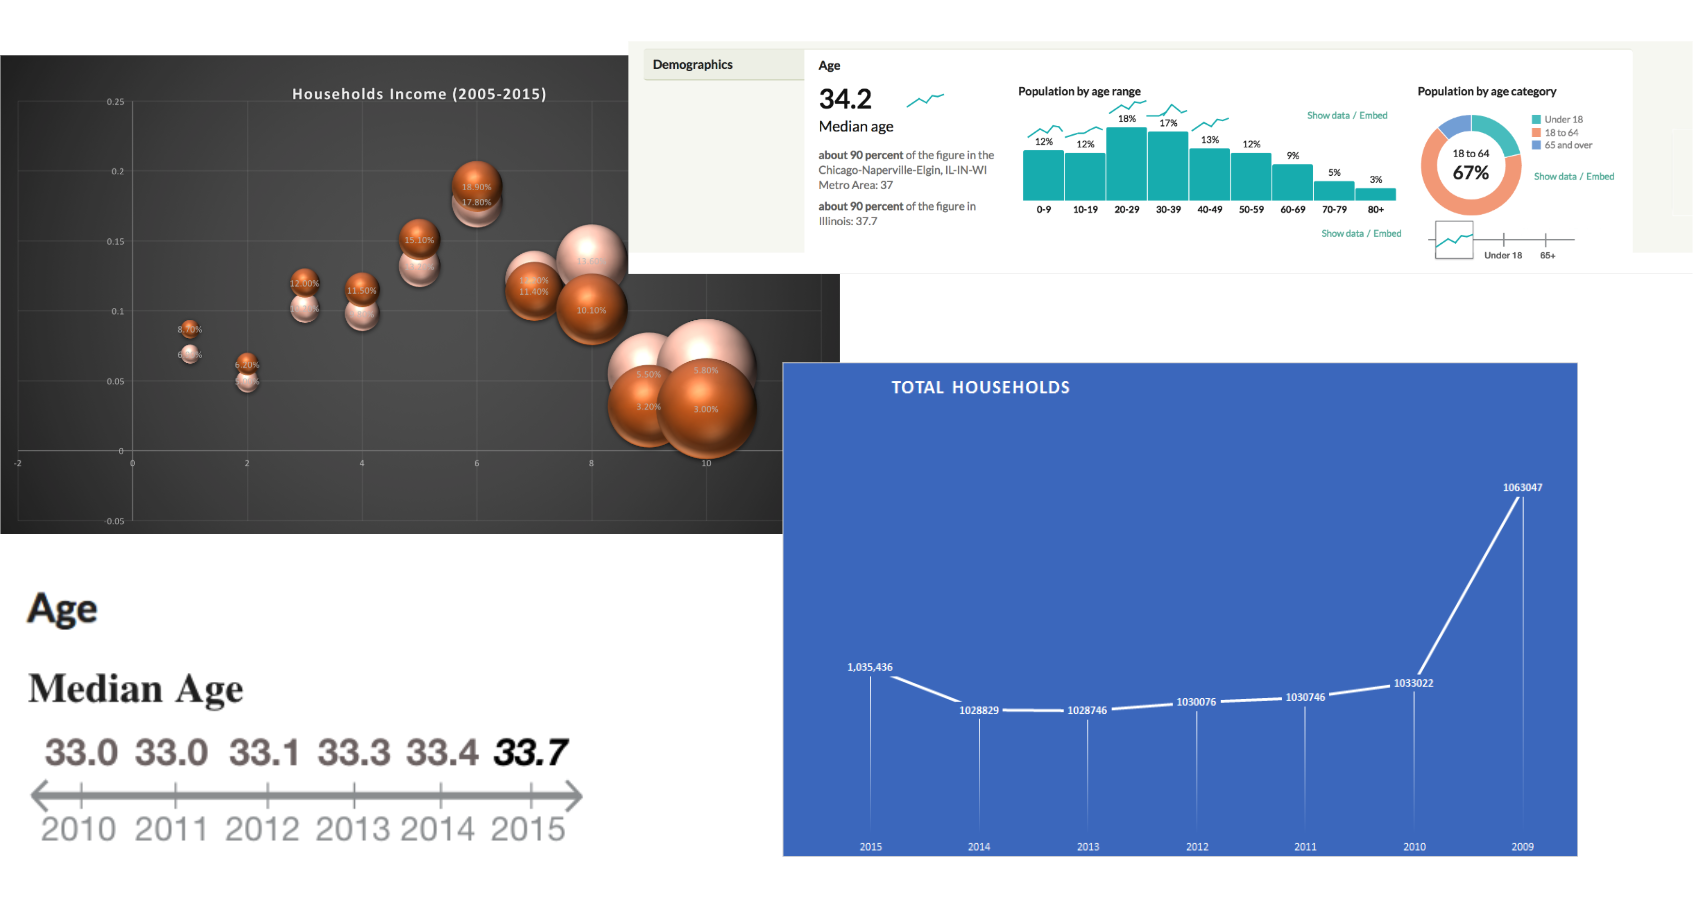 Households Income (2005-2015)
0.25
0.2
0.15
0.1
0.05
0
-0.05
-2
0
2
4
6
8
10
8.70%
6.20%
12.00%
11.50%
15.10%
18.90%
17.80%
11.40%
10.10%
5.50%
3.20%
5.80%
3.00%
Demographics
Age
34.2
Median age
about 90 percent of the figure in the
Chicago-Naperville-Elgin, IL-IN-WI
Metro Area: 37
about 90 percent of the figure in
Illinois: 37.7
Population by age range
Show data / Embed
12% 12% 18% 17% 13% 12% 9% 5% 3%
0-9 10-19 20-29 30-39 40-49 50-59 60-69 70-79 80+
Show data / Embed
Population by age category
Under 18
18 to 64
65 and over
18 to 64
67%
Show data / Embed
Under 18 65+
TOTAL HOUSEHOLDS
1,035,436
1028829
1028746
1030076
1030746
1033022
1063047
2015 2014 2013 2012 2011 2010 2009
Age
Median Age
33.0 33.0 33.1 33.3 33.4 33.7
2010 2011 2012 2013 2014 2015